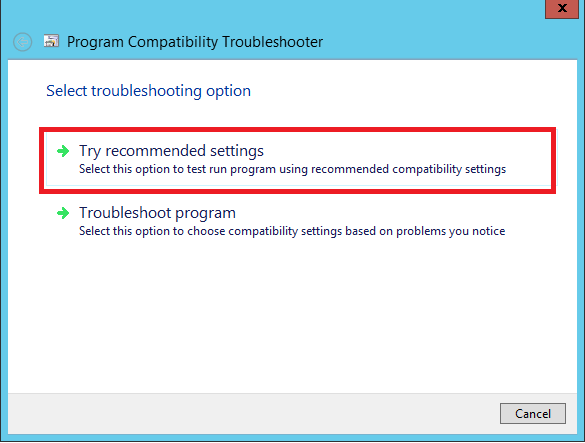 x
Program Compatibility Troubleshooter
Select troubleshooting option
Try recommended settings
Select this option to test run program using recommended compatibility settings
Troubleshoot program
Select this option to choose compatibility settings based on problems you notice
Cancel